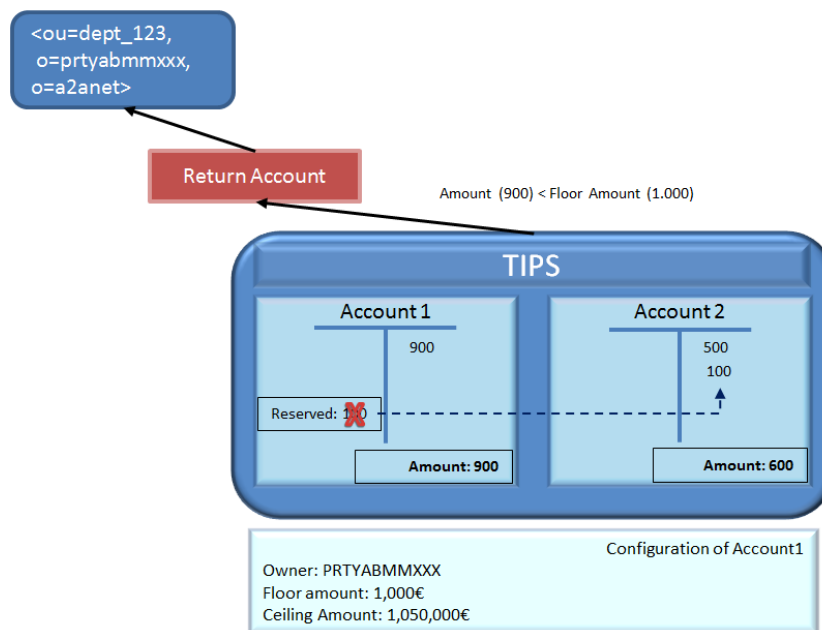 <ou=dept_123,
o=prtyabmmxxx,
o=a2anet>
Return Account
Amount (900) < Floor Amount (1.000)
TIPS
Account 1
900
Reserved:
Amount: 900
Account 2
500
100
Amount: 600
Configuration of Account1
Owner: PRTYABMMXXX
Floor amount: 1,000€
Ceiling Amount: 1,050,000€